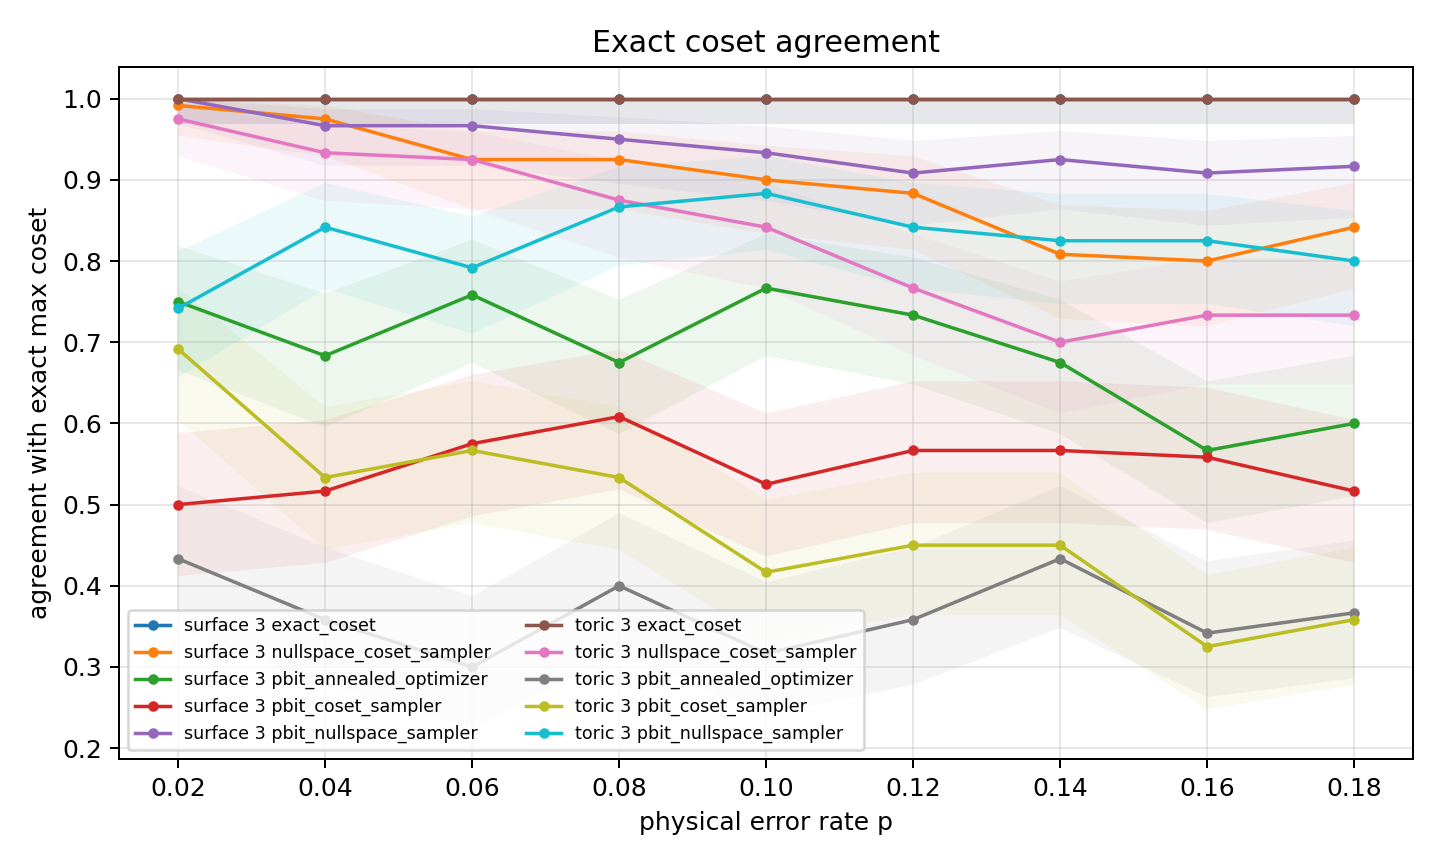 Exact coset agreement
agreement with exact max coset
1.0
0.9
0.8
0.7
0.6
0.5
0.4
0.3
0.2
surface 3 exact_coset
surface 3 nullspace_coset_sampler
surface 3 pbit_annealed_optimizer
surface 3 pbit_coset_sampler
surface 3 pbit_nullspace_sampler
toric 3 exact_coset
toric 3 nullspace_coset_sampler
toric 3 pbit_annealed_optimizer
toric 3 pbit_coset_sampler
toric 3 pbit_nullspace_sampler
0.02 0.04 0.06 0.08 0.10 0.12 0.14 0.16 0.18
physical error rate p